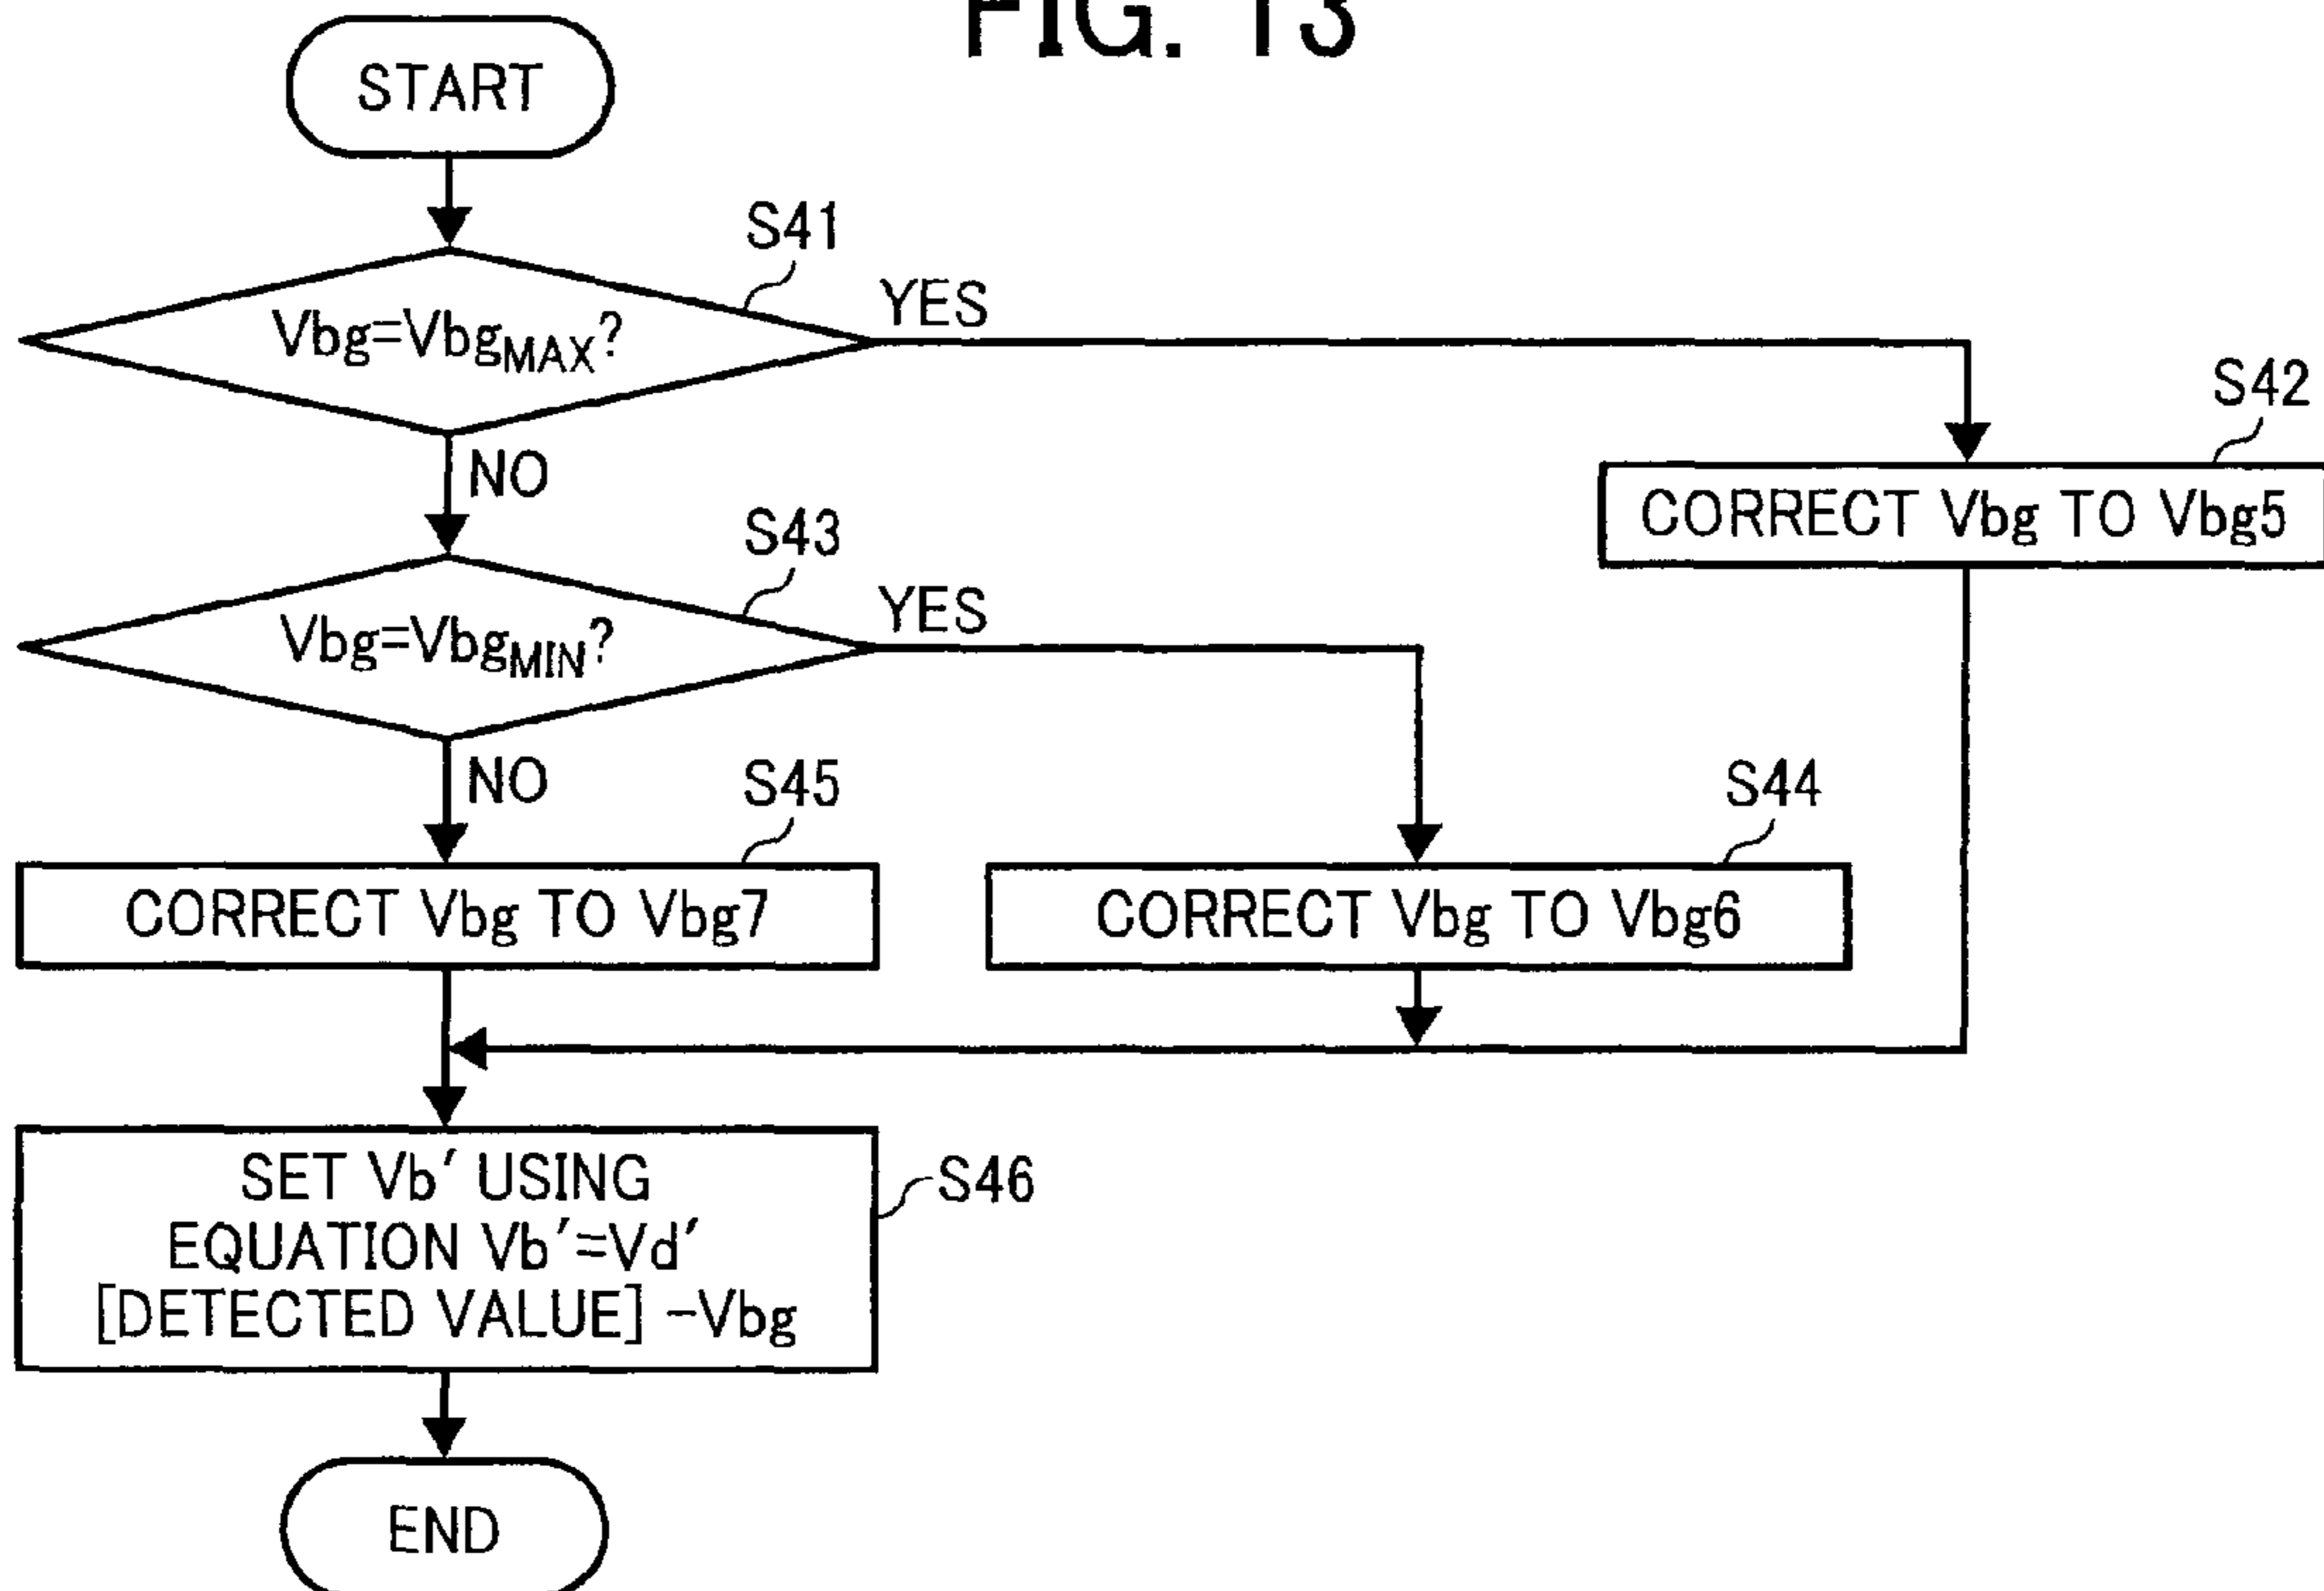 FIG. 13
START
S41
Vbg=VbgMAX?
YES
S42
CORRECT Vbg TO Vbg5
NO
S43
Vbg=VbgMIN?
YES
NO
S45
S44
CORRECT Vbg TO Vbg7
CORRECT Vbg TO Vbg6
SET Vb′ USING
EQUATION Vb′=Vd′
[DETECTED VALUE] -Vbg
S46
END